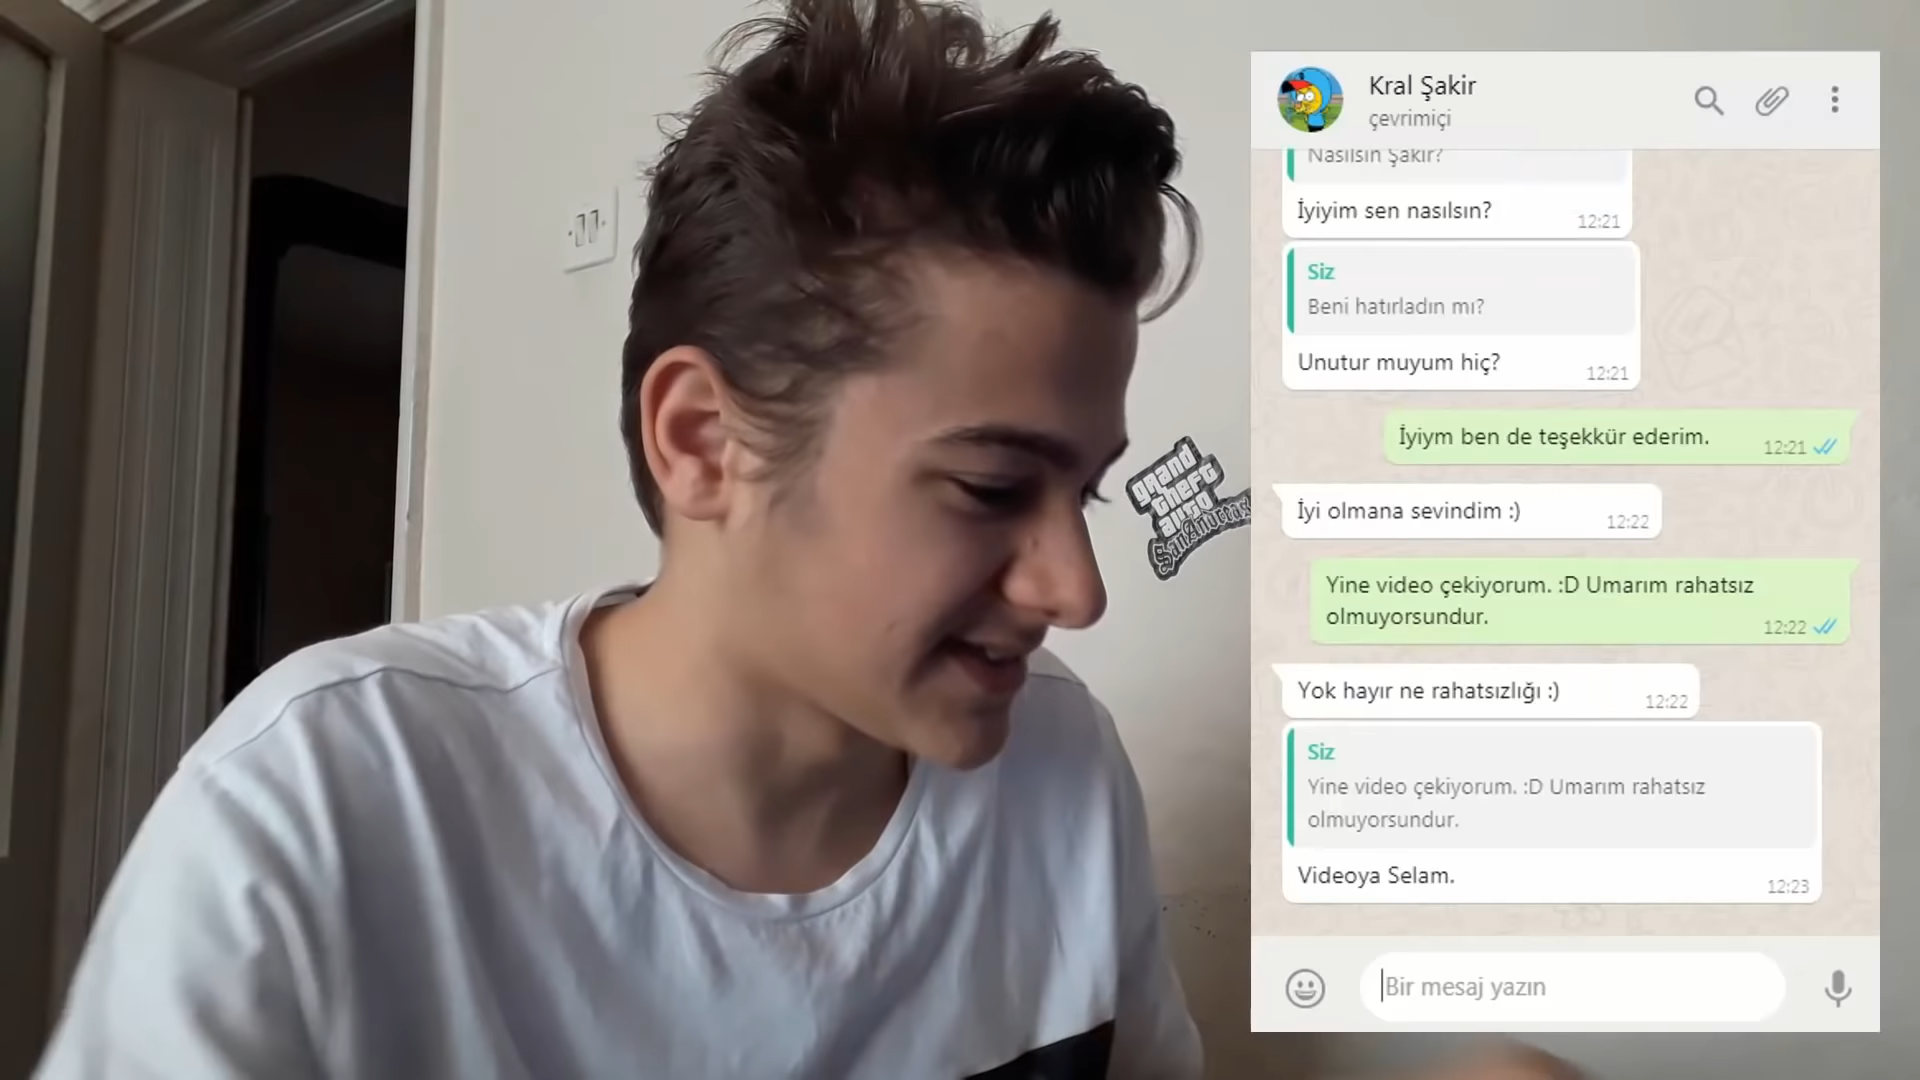 Kral Şakir
çevrimiçi
Nasılsın Şakir?
İyiyim sen nasılsın?
12:21
Siz
Beni hatırladın mı?
Unutur muyum hiç?
12:21
İyiym ben de teşekkür ederim.
12:21
grand
theft
auto
San Andreas
İyi olmana sevindim :)
12:22
Yine video çekiyorum. :D Umarım rahatsız
olmuyorsundur.
12:22
Yok hayır ne rahatsızlığı :)
12:22
Siz
Yine video çekiyorum. :D Umarım rahatsız
olmuyorsundur.
Videoya Selam.
12:23
Bir mesaj yazın